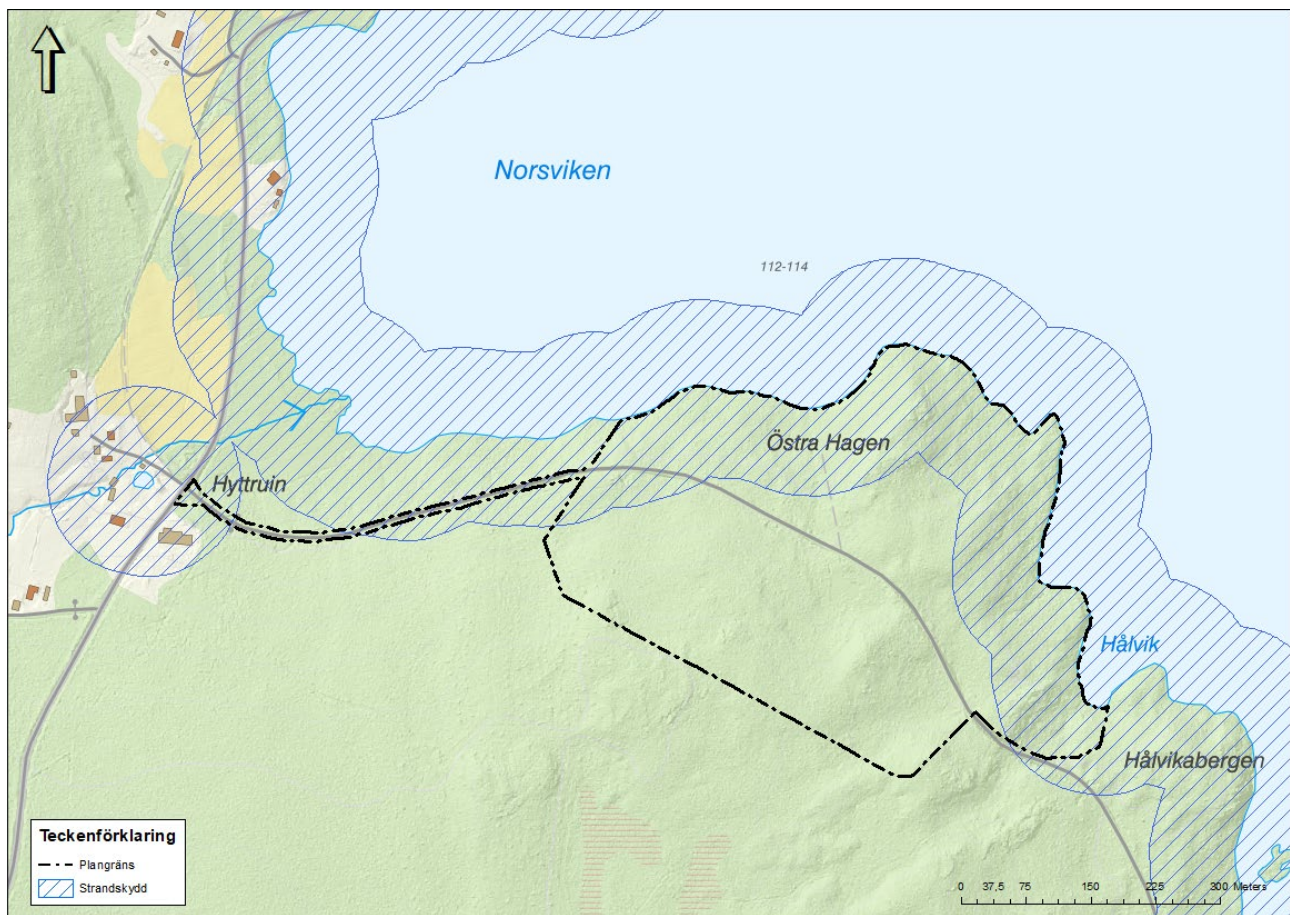 Norsviken
112-114
Östra Hagen
Hyttruin
Hålvik
Hålvikabergen
Teckenförklaring
Plangräns
Strandskydd
0 37,5 75 150 225 300 Meters